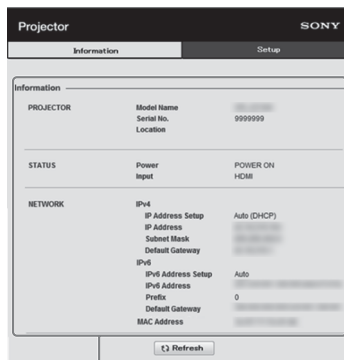 Projector SONY
Information Setup
Information
PROJECTOR Model Name
Serial No. 9999999
Location
STATUS Power POWER ON
Input HDMI
NETWORK IPv4
IP Address Setup Auto (DHCP)
IP Address
Subnet Mask
Default Gateway
IPv6
IPv6 Address Setup Auto
IPv6 Address
Prefix 0
Default Gateway
MAC Address
Refresh